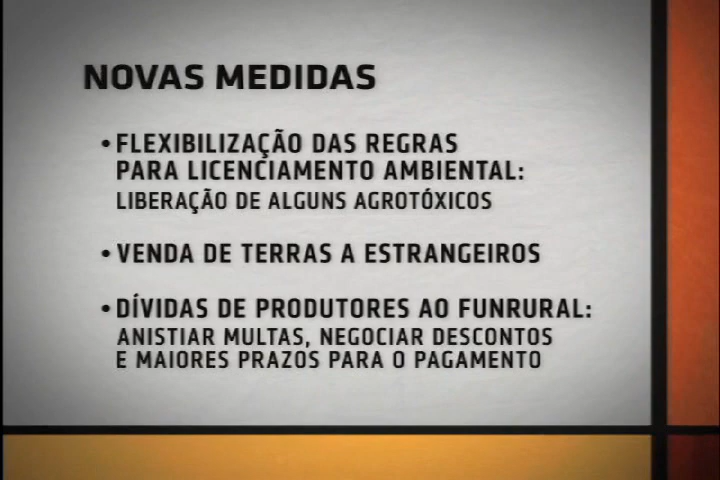 NOVAS MEDIDAS
• FLEXIBILIZAÇÃO DAS REGRAS
PARA LICENCIAMENTO AMBIENTAL:
LIBERAÇÃO DE ALGUNS AGROTÓXICOS
• VENDA DE TERRAS A ESTRANGEIROS
• DÍVIDAS DE PRODUTORES AO FUNRURAL:
ANISTIAR MULTAS, NEGOCIAR DESCONTOS
E MAIORES PRAZOS PARA O PAGAMENTO